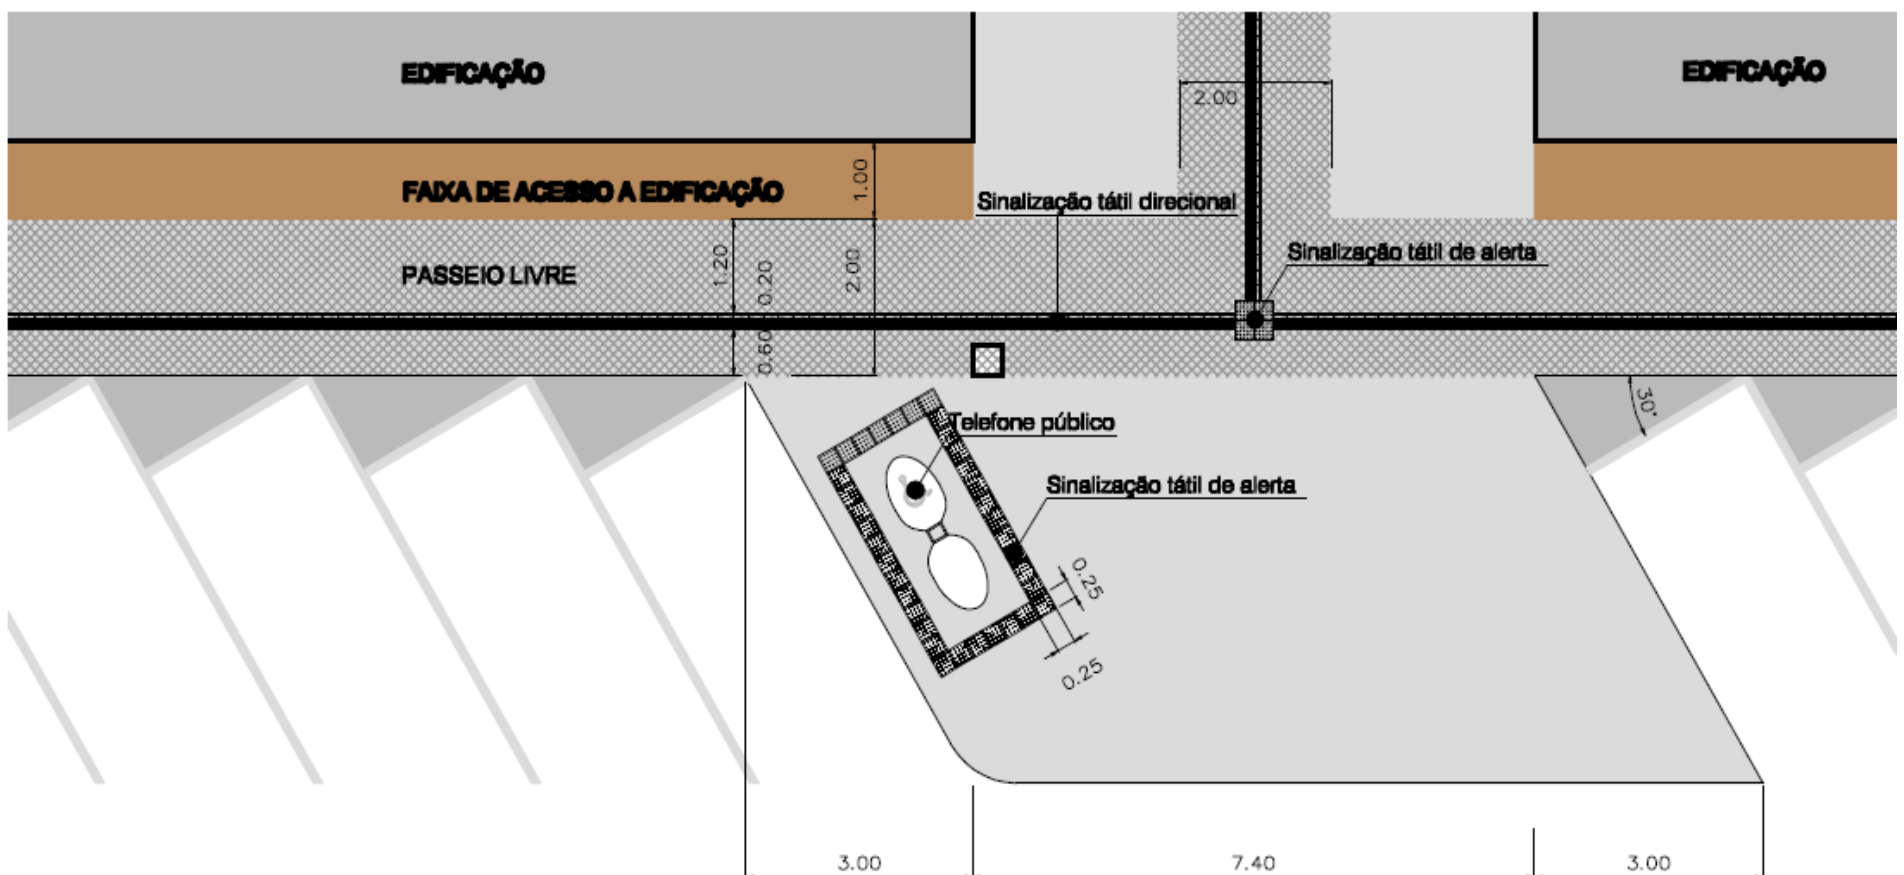 EDIFICAÇÃO
EDIFICAÇÃO
2.00
FAIXA DE ACESSO A EDIFICAÇÃO
1.00
Sinalização tátil direcional
Sinalização tátil de alerta
PASSEIO LIVRE
1.20
0.20
2.00
0.60
30°
Telefone público
Sinalização tátil de alerta
0.25
0.25
3.00
7.40
3.00